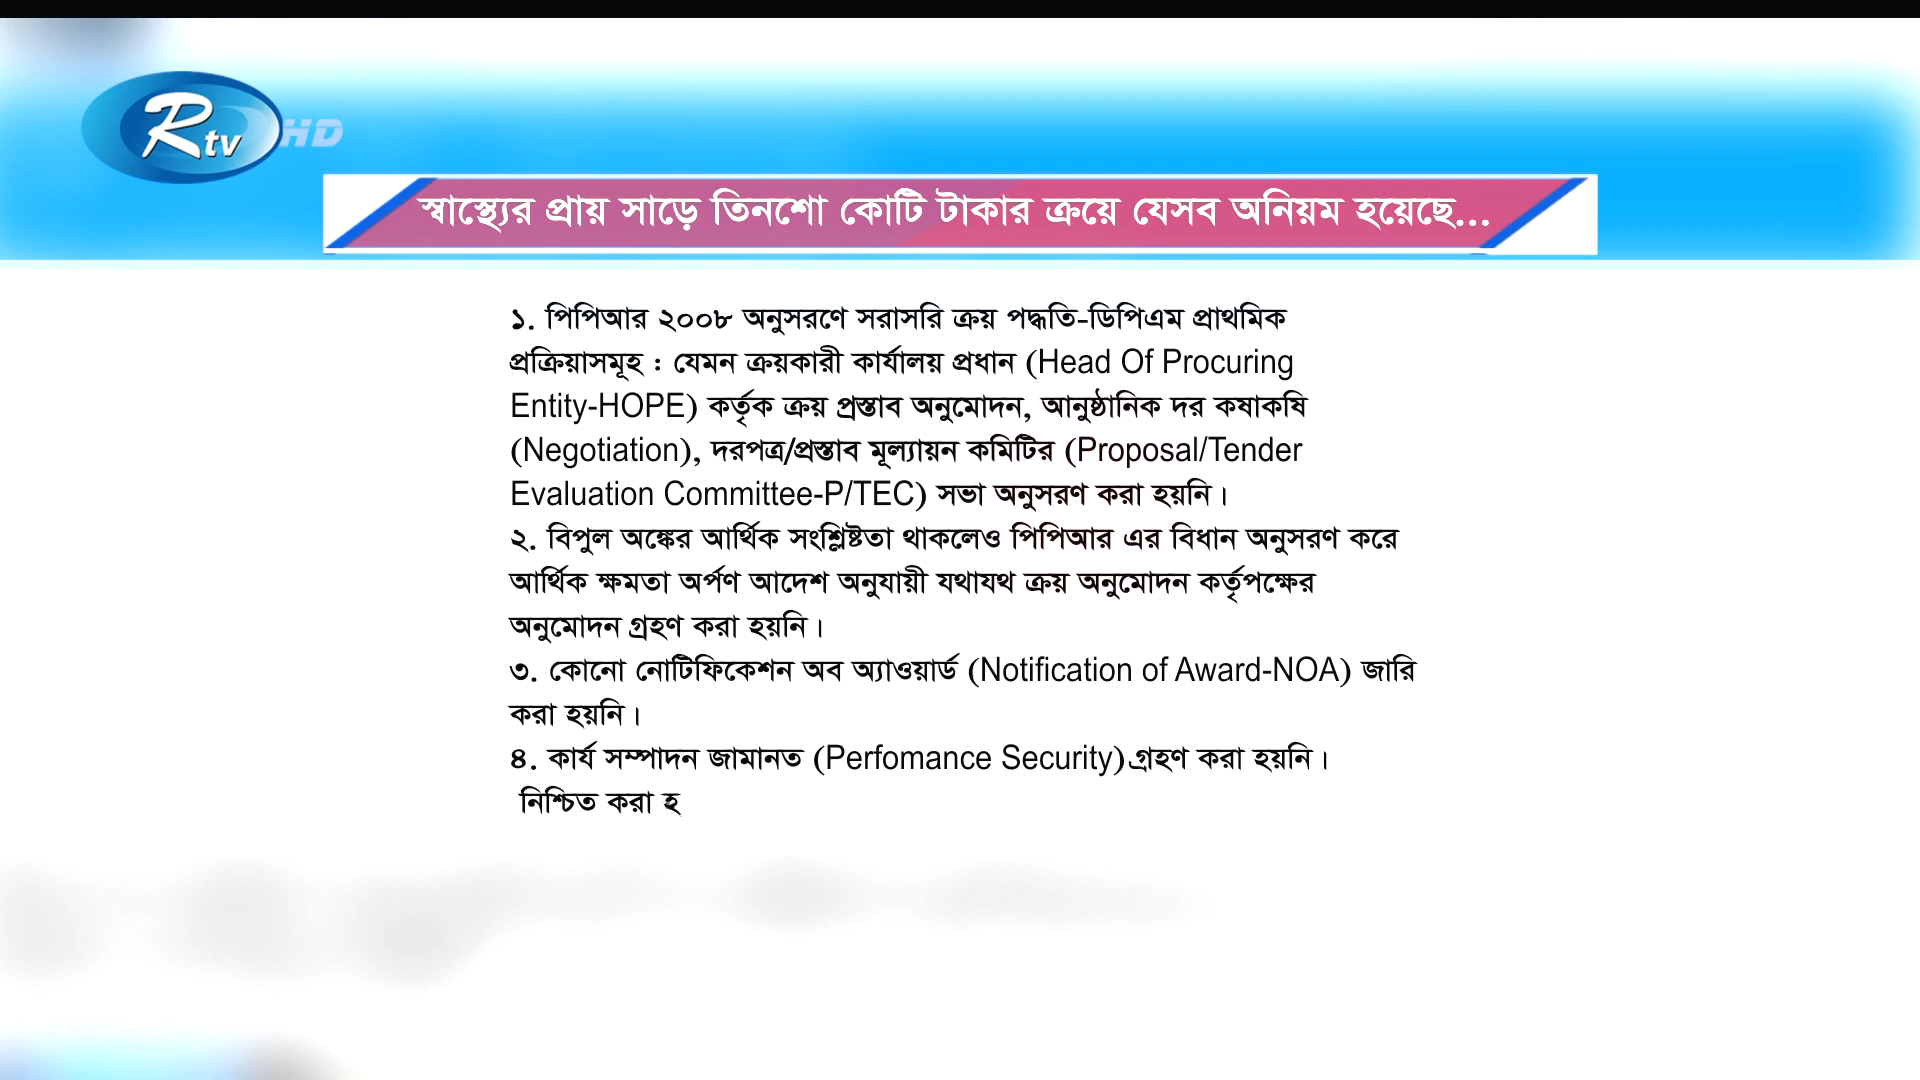 Rtv HD
স্বাস্থ্যের প্রায় সাড়ে তিনশো কোটি টাকার ক্রয়ে যেসব অনিয়ম হয়েছে...
১. পিপিআর ২০০৮ অনুসরণে সরাসরি ক্রয় পদ্ধতি-ডিপিএম প্রাথমিক
প্রক্রিয়াসমূহ : যেমন ক্রয়কারী কার্যালয় প্রধান (Head Of Procuring
Entity-HOPE) কর্তৃক ক্রয় প্রস্তাব অনুমোদন, আনুষ্ঠানিক দর কষাকষি
(Negotiation), দরপত্র/প্রস্তাব মূল্যায়ন কমিটির (Proposal/Tender
Evaluation Committee-P/TEC) সভা অনুসরণ করা হয়নি।
২. বিপুল অঙ্কের আর্থিক সংশ্লিষ্টতা থাকলেও পিপিআর এর বিধান অনুসরণ করে
আর্থিক ক্ষমতা অর্পণ আদেশ অনুযায়ী যথাযথ ক্রয় অনুমোদন কর্তৃপক্ষের
অনুমোদন গ্রহণ করা হয়নি।
৩. কোনো নোটিফিকেশন অব অ্যাওয়ার্ড (Notification of Award-NOA) জারি
করা হয়নি।
৪. কার্য সম্পাদন জামানত (Perfomance Security) গ্রহণ করা হয়নি।
নিশ্চিত করা হ